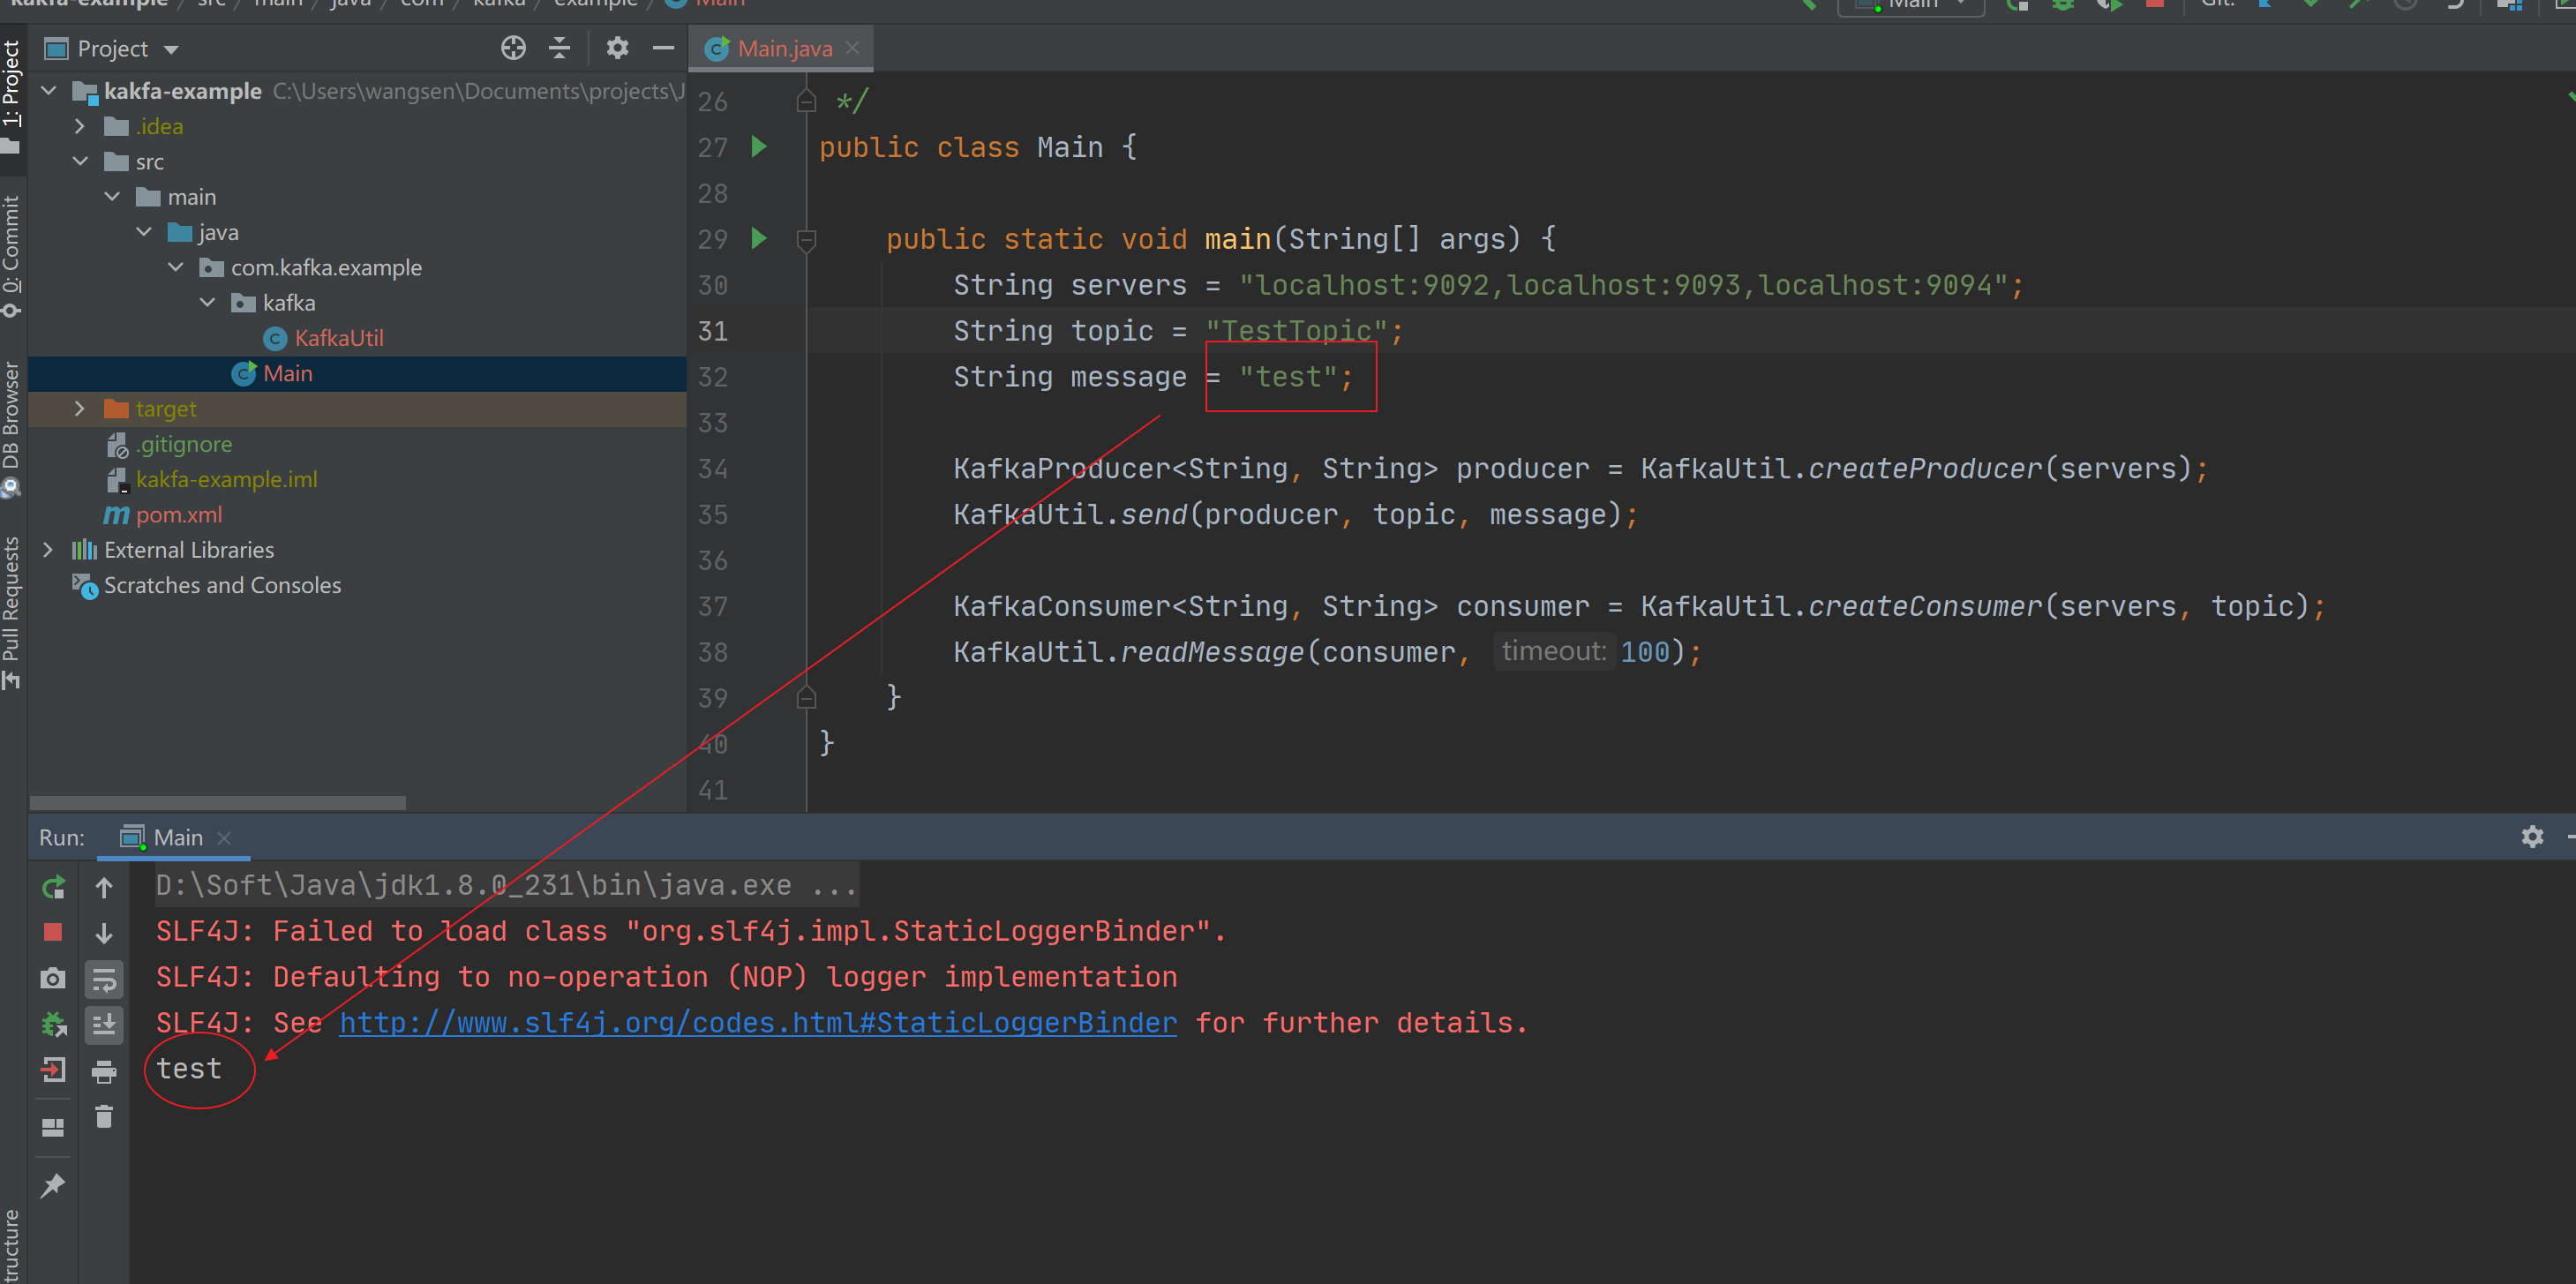 kakfa-example / src / main / java / com / kafka / example / Main
Main
Git:
1: Project
0: Commit
DB Browser
Pull Requests
Project
Main.java
kakfa-example C:\Users\wangsen\Documents\projects\J
.idea
src
main
java
com.kafka.example
kafka
KafkaUtil
Main
target
.gitignore
kakfa-example.iml
pom.xml
External Libraries
Scratches and Consoles
26 */
27 public class Main {
28
29 public static void main(String[] args) {
30 String servers = "localhost:9092,localhost:9093,localhost:9094";
31 String topic = "TestTopic";
32 String message = "test";
33
34 KafkaProducer<String, String> producer = KafkaUtil.createProducer(servers);
35 KafkaUtil.send(producer, topic, message);
36
37 KafkaConsumer<String, String> consumer = KafkaUtil.createConsumer(servers, topic);
38 KafkaUtil.readMessage(consumer, timeout: 100);
39 }
40 }
41
Run: Main
D:\Soft\Java\jdk1.8.0_231\bin\java.exe ...
SLF4J: Failed to load class "org.slf4j.impl.StaticLoggerBinder".
SLF4J: Defaulting to no-operation (NOP) logger implementation
SLF4J: See http://www.slf4j.org/codes.html#StaticLoggerBinder for further details.
test
tructure